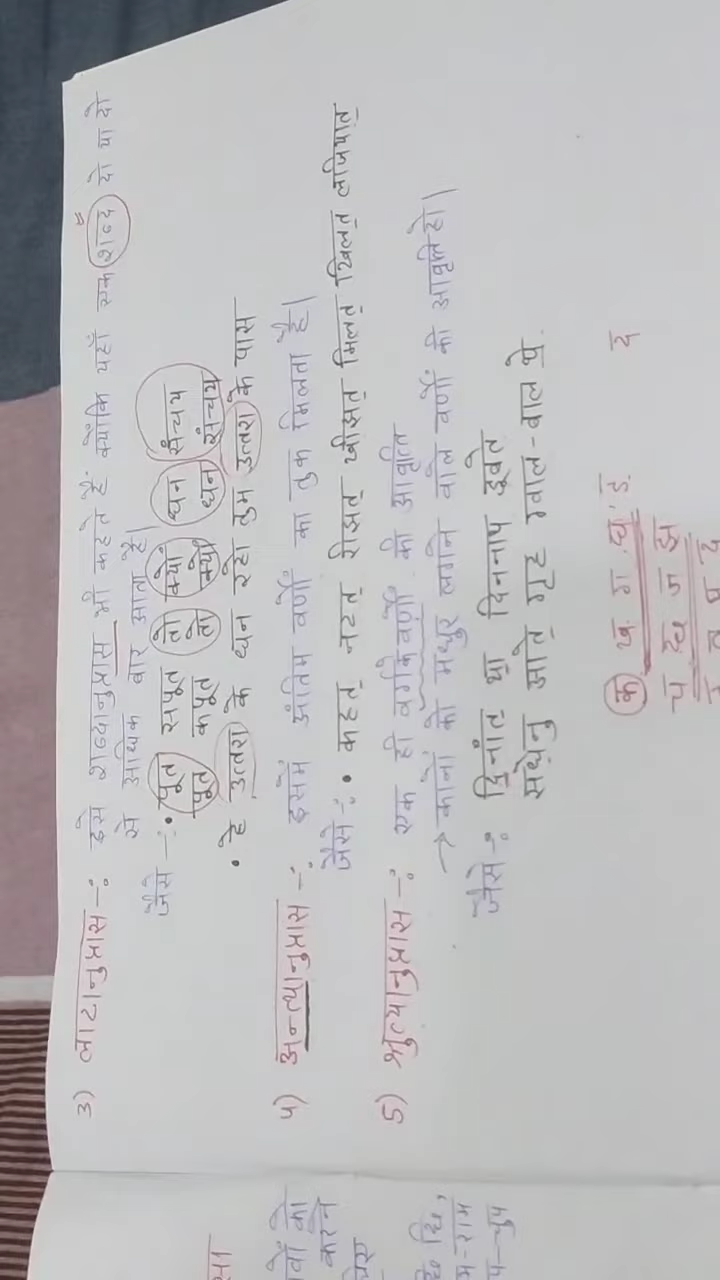 3) लाटानुप्रास -: इसे शब्दानुप्रास भी कहते हैं क्योंकि यहाँ एक शब्द दो या दो
से अधिक बार आता है।
जैसे -: • पूत सपूत तो क्यों धन संचय
पूत कपूत तो क्यों धन संचय
• हे उत्तरा के धन रहो तुम उत्तरा के पास
4) अन्त्यानुप्रास -: इसमें अंतिम वर्णों का तुक मिलता है।
जैसे -: • कहत नटत रीझत खीझत मिलत खिलत लजियात
5) श्रुत्यानुप्रास -: एक ही वर्गीकवर्णों की आवृत्ति
→ कानों को मधुर लगने वाले वर्णों की आवृति हो।
जैसे -: दिनांत था दिननाथ डूबते
सधेनु आते गृह ग्वाल-बाल थे
क ख ग घ ङ य
च छ ज झ
सा
वों को
करने